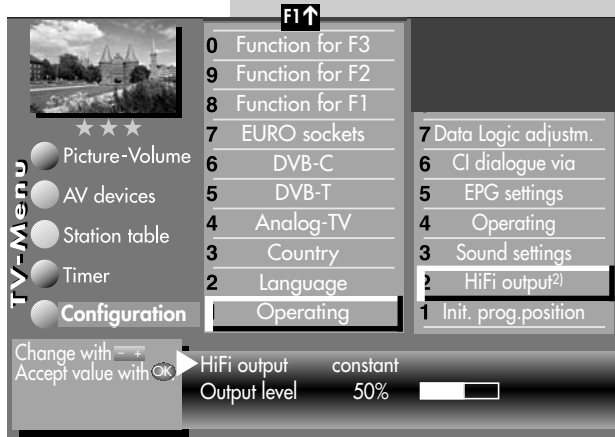 F1↑
0 Function for F3
9 Function for F2
8 Function for F1
7 EURO sockets
6 DVB-C
5 DVB-T
4 Analog-TV
3 Country
2 Language
Operating
TV-Menu
Picture-Volume
AV devices
Station table
Timer
Configuration
7 Data Logic adjustm.
6 CI dialogue via
5 EPG settings
4 Operating
3 Sound settings
2 HiFi output2)
1 Init. prog.position
Change with - +
Accept value with OK
HiFi output constant
Output level 50%